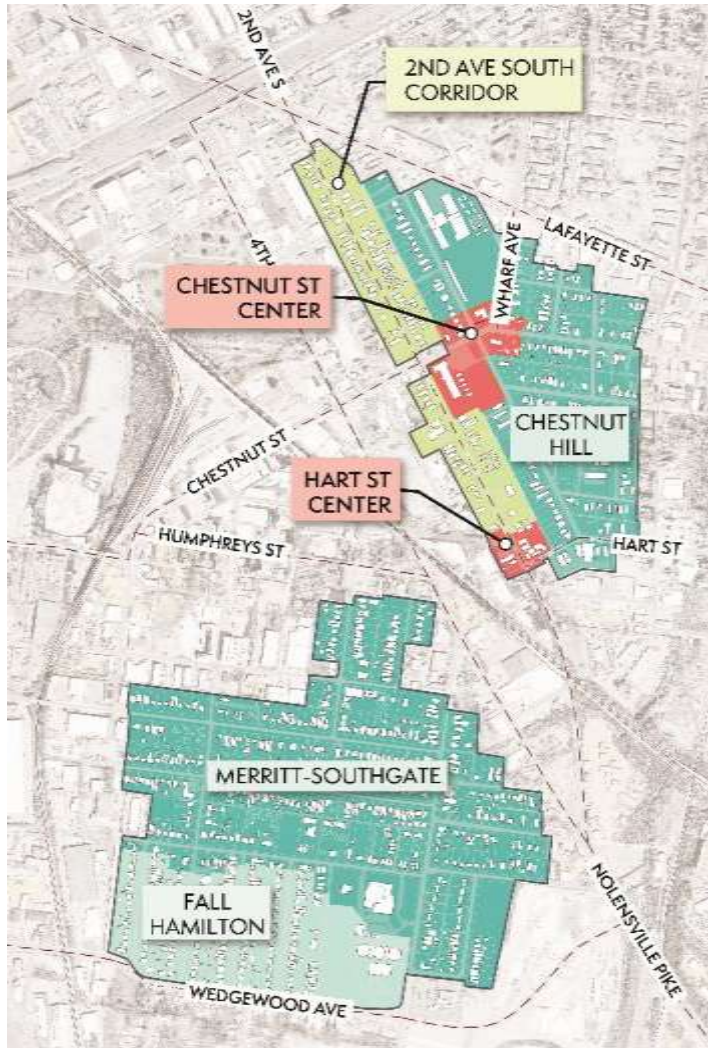 2ND AVE S
2ND AVE SOUTH
CORRIDOR
LAFAYETTE ST
WHARF AVE
4TH
CHESTNUT ST
CENTER
CHESTNUT
HILL
CHESTNUT ST
HART ST
CENTER
HART ST
HUMPHREYS ST
MERRITT-SOUTHGATE
FALL
HAMILTON
NOLENSVILLE PIKE
WEDGEWOOD AVE